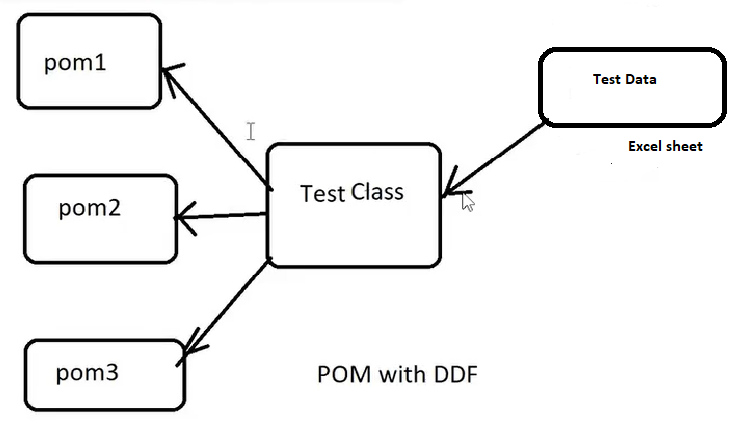 pom1
Test Data
Excel sheet
Test Class
pom2
pom3
POM with DDF